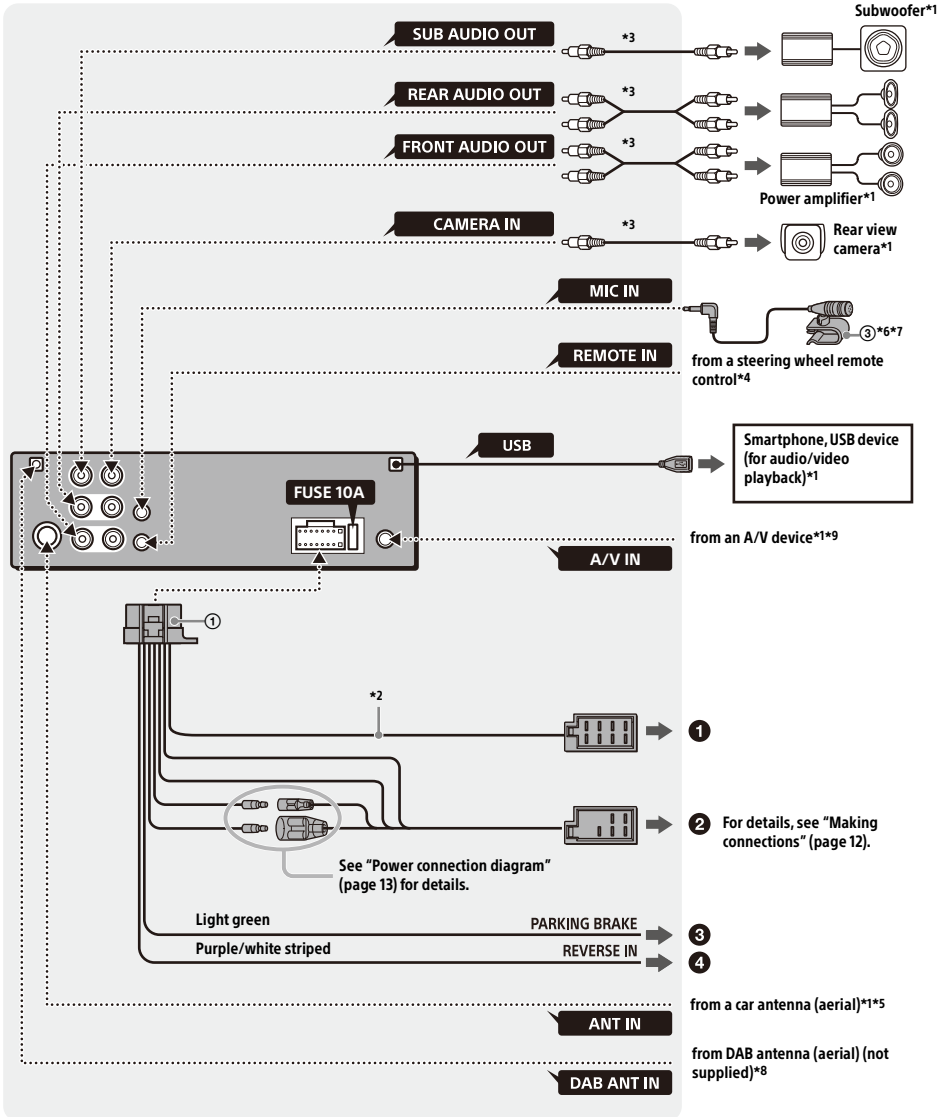 Subwoofer*1
SUB AUDIO OUT
*3
REAR AUDIO OUT
*3
FRONT AUDIO OUT
*3
Power amplifier*1
CAMERA IN
*3
Rear view
camera*1
MIC IN
③*6*7
REMOTE IN
from a steering wheel remote
control*4
USB
Smartphone, USB device
(for audio/video
playback)*1
FUSE 10A
from an A/V device*1*9
A/V IN
①
*2
❶
❷ For details, see “Making
connections” (page 12).
See “Power connection diagram”
(page 13) for details.
Light green
PARKING BRAKE
❸
Purple/white striped
REVERSE IN
❹
from a car antenna (aerial)*1*5
ANT IN
from DAB antenna (aerial) (not
supplied)*8
DAB ANT IN